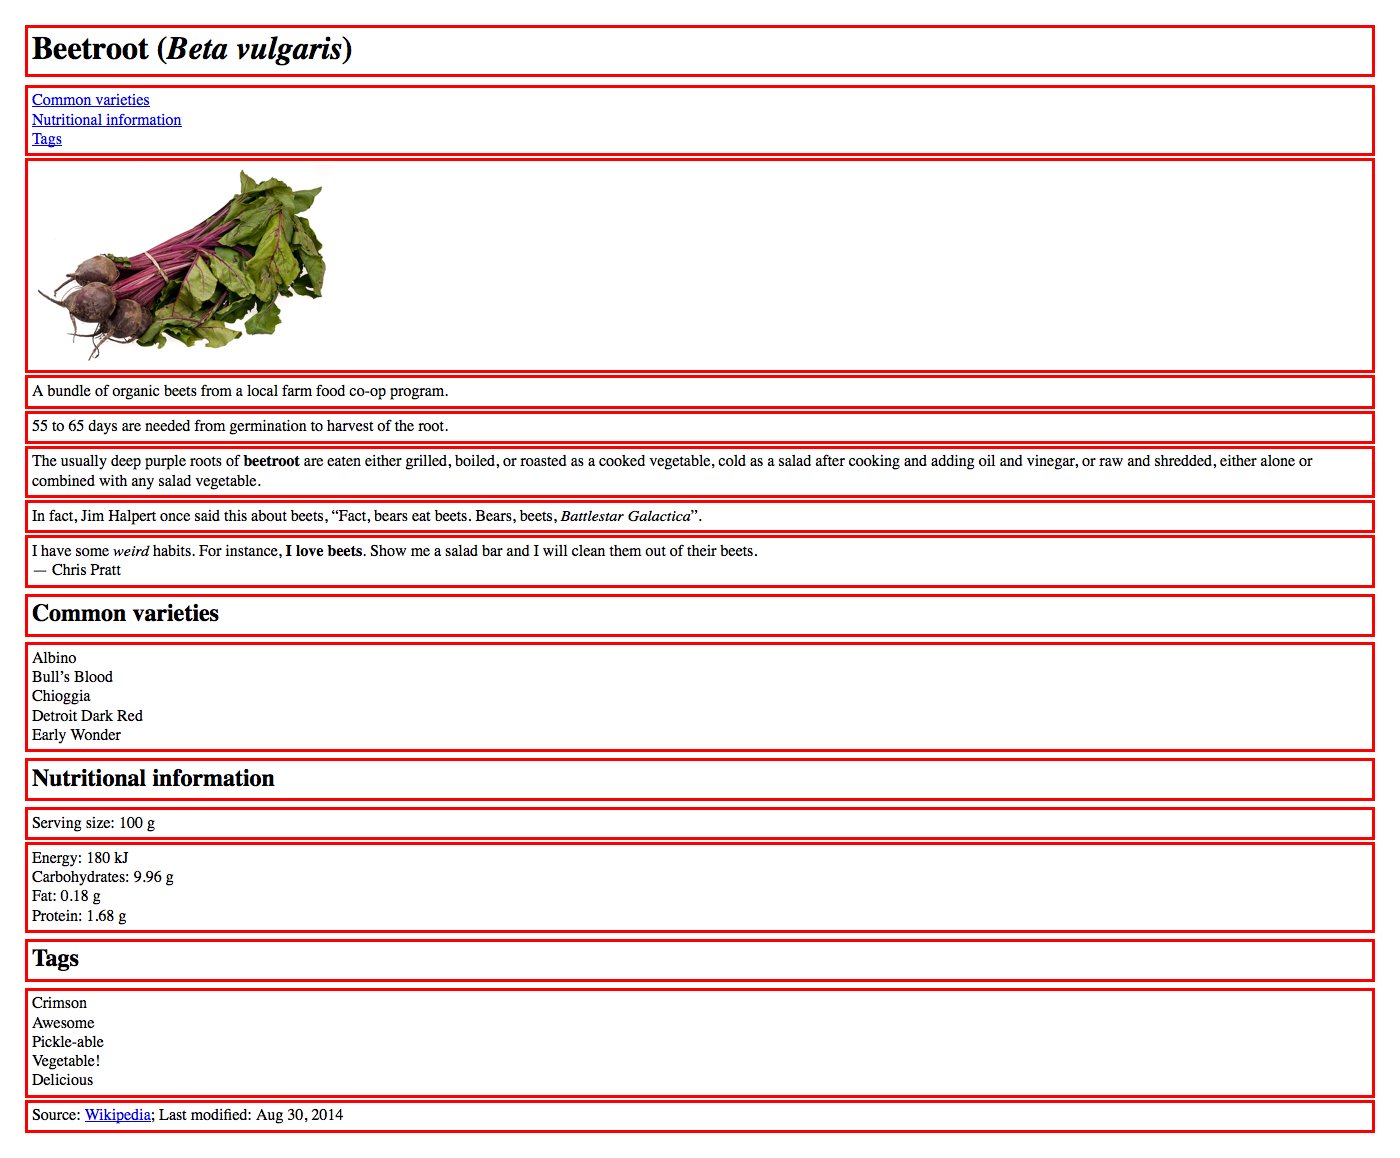 Beetroot (Beta vulgaris)
Common varieties
Nutritional information
Tags
A bundle of organic beets from a local farm food co-op program.
55 to 65 days are needed from germination to harvest of the root.
The usually deep purple roots of beetroot are eaten either grilled, boiled, or roasted as a cooked vegetable, cold as a salad after cooking and adding oil and vinegar, or raw and shredded, either alone or
combined with any salad vegetable.
In fact, Jim Halpert once said this about beets, “Fact, bears eat beets. Bears, beets, Battlestar Galactica”.
I have some weird habits. For instance, I love beets. Show me a salad bar and I will clean them out of their beets.
— Chris Pratt
Common varieties
Albino
Bull’s Blood
Chioggia
Detroit Dark Red
Early Wonder
Nutritional information
Serving size: 100 g
Energy: 180 kJ
Carbohydrates: 9.96 g
Fat: 0.18 g
Protein: 1.68 g
Tags
Crimson
Awesome
Pickle-able
Vegetable!
Delicious
Source: Wikipedia; Last modified: Aug 30, 2014